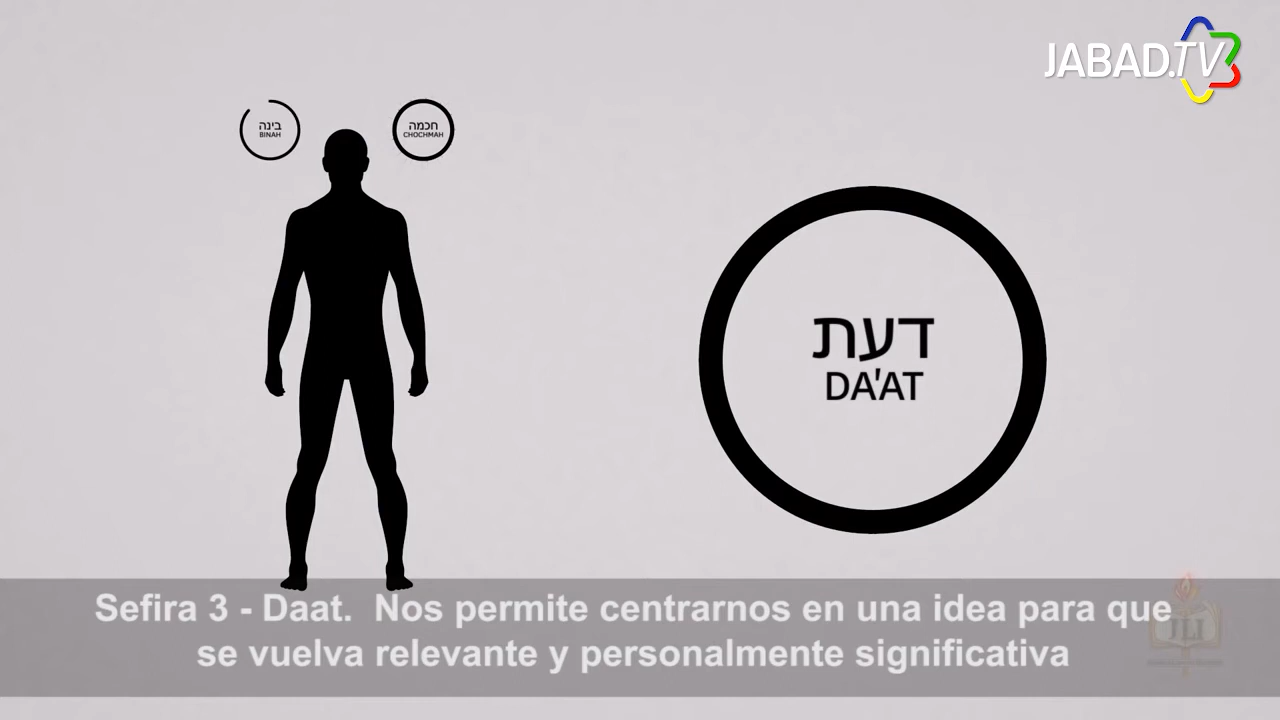 JABAD.TV
בינה
BINAH
חכמה
CHOCHMAH
דעת
DA'AT
Sefira 3 - Daat. Nos permite centrarnos en una idea para que
se vuelva relevante y personalmente significativa
JLI